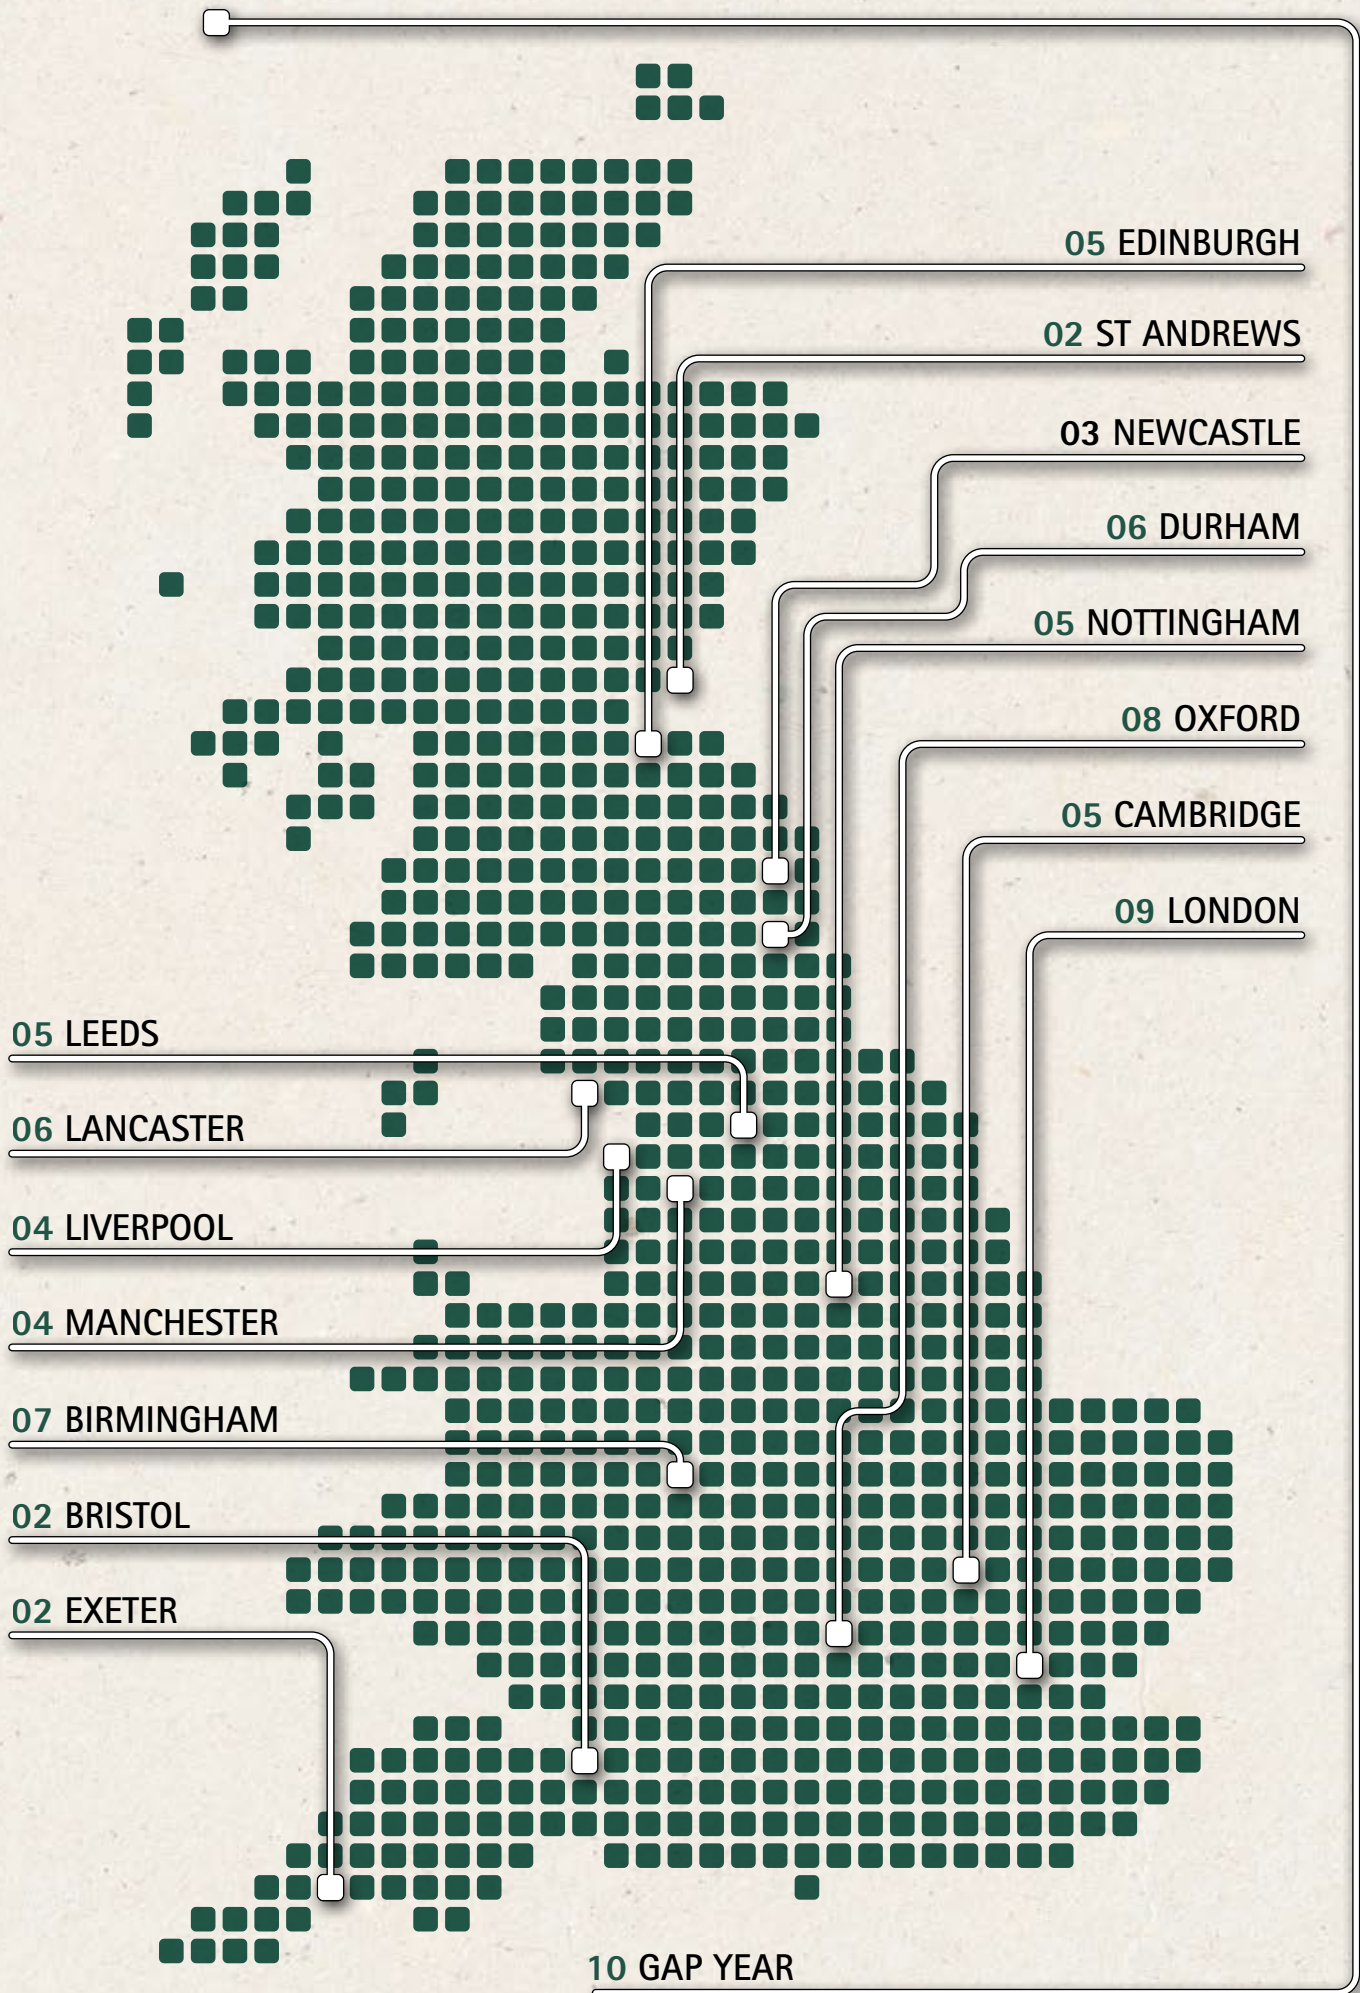 05 EDINBURGH
02 ST ANDREWS
03 NEWCASTLE
06 DURHAM
05 NOTTINGHAM
08 OXFORD
05 CAMBRIDGE
09 LONDON
05 LEEDS
06 LANCASTER
04 LIVERPOOL
04 MANCHESTER
07 BIRMINGHAM
02 BRISTOL
02 EXETER
10 GAP YEAR